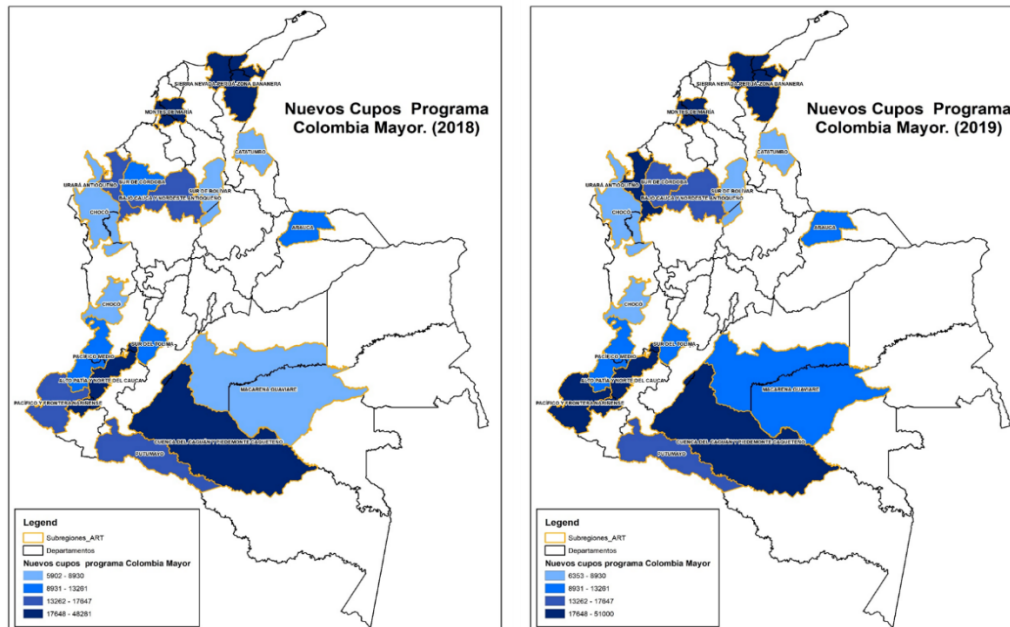 Nuevos Cupos Programa
Colombia Mayor. (2018)
SIERRA NEVADA PERIJA ZONA BANANERA
MONTES DE MARÍA
CATATUMBO
URABÁ ANTIOQUEÑO
SUR DE CÓRDOBA
SUR DE BOLÍVAR
BAJO CAUCA Y NORDESTE ANTIOQUEÑO
CHOCÓ
ARAUCA
CHOCÓ
SUR DEL TOLIMA
PACÍFICO MEDIO
ALTO PATÍA Y NORTE DEL CAUCA
MACARENA GUAVIARE
PACÍFICO Y FRONTERA NARIÑENSE
CUENCA DEL CAGUÁN Y PIEDEMONTE CAQUETEÑO
PUTUMAYO
Legend
Subregiones_ART
Departamentos
Nuevos cupos programa Colombia Mayor
5902 - 8930
8931 - 13261
13262 - 17647
17648 - 48281
Nuevos Cupos Programa
Colombia Mayor. (2019)
SIERRA NEVADA PERIJA ZONA BANANERA
MONTES DE MARÍA
CATATUMBO
URABÁ ANTIOQUEÑO
SUR DE CÓRDOBA
SUR DE BOLÍVAR
BAJO CAUCA Y NORDESTE ANTIOQUEÑO
CHOCÓ
ARAUCA
CHOCÓ
SUR DEL TOLIMA
PACÍFICO MEDIO
ALTO PATÍA Y NORTE DEL CAUCA
MACARENA GUAVIARE
PACÍFICO Y FRONTERA NARIÑENSE
CUENCA DEL CAGUÁN Y PIEDEMONTE CAQUETEÑO
PUTUMAYO
Legend
Subregiones_ART
Departamentos
Nuevos cupos programa Colombia Mayor
6353 - 8930
8931 - 13261
13262 - 17647
17648 - 51000